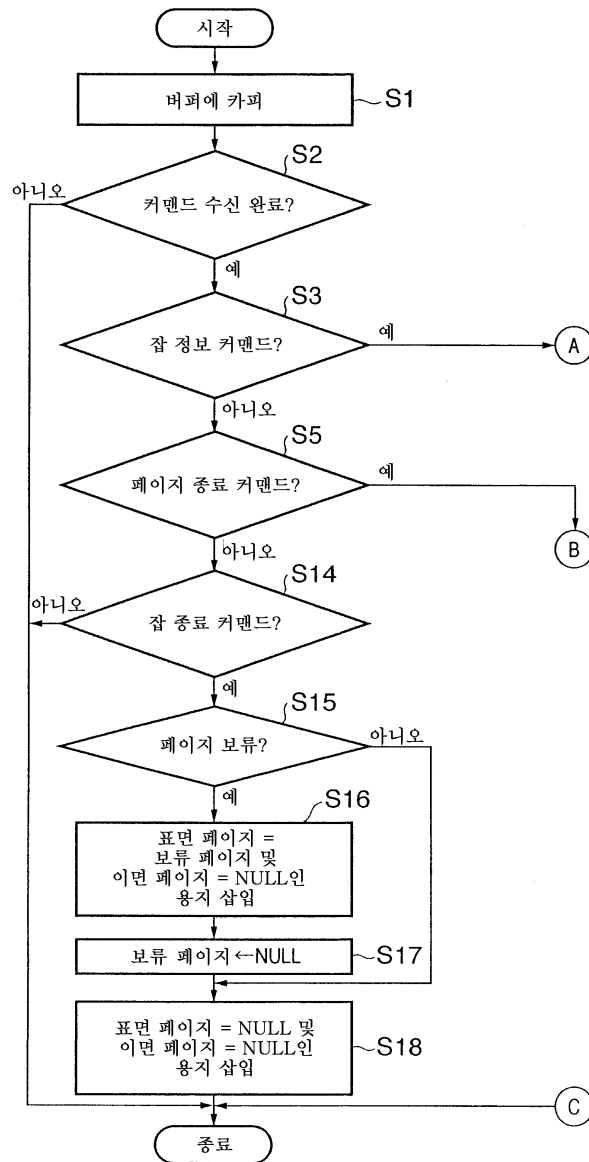 시작
버퍼에 카피
S1
S2
아니오
커맨드 수신 완료?
예
S3
잡 정보 커맨드?
예
A
아니오
S5
페이지 종료 커맨드?
예
B
아니오
S14
아니오
잡 종료 커맨드?
예
S15
페이지 보류?
아니오
예
S16
표면 페이지 =
보류 페이지 및
이면 페이지 = NULL인
용지 삽입
보류 페이지←NULL
S17
표면 페이지 = NULL 및
이면 페이지 = NULL인
용지 삽입
S18
C
종료